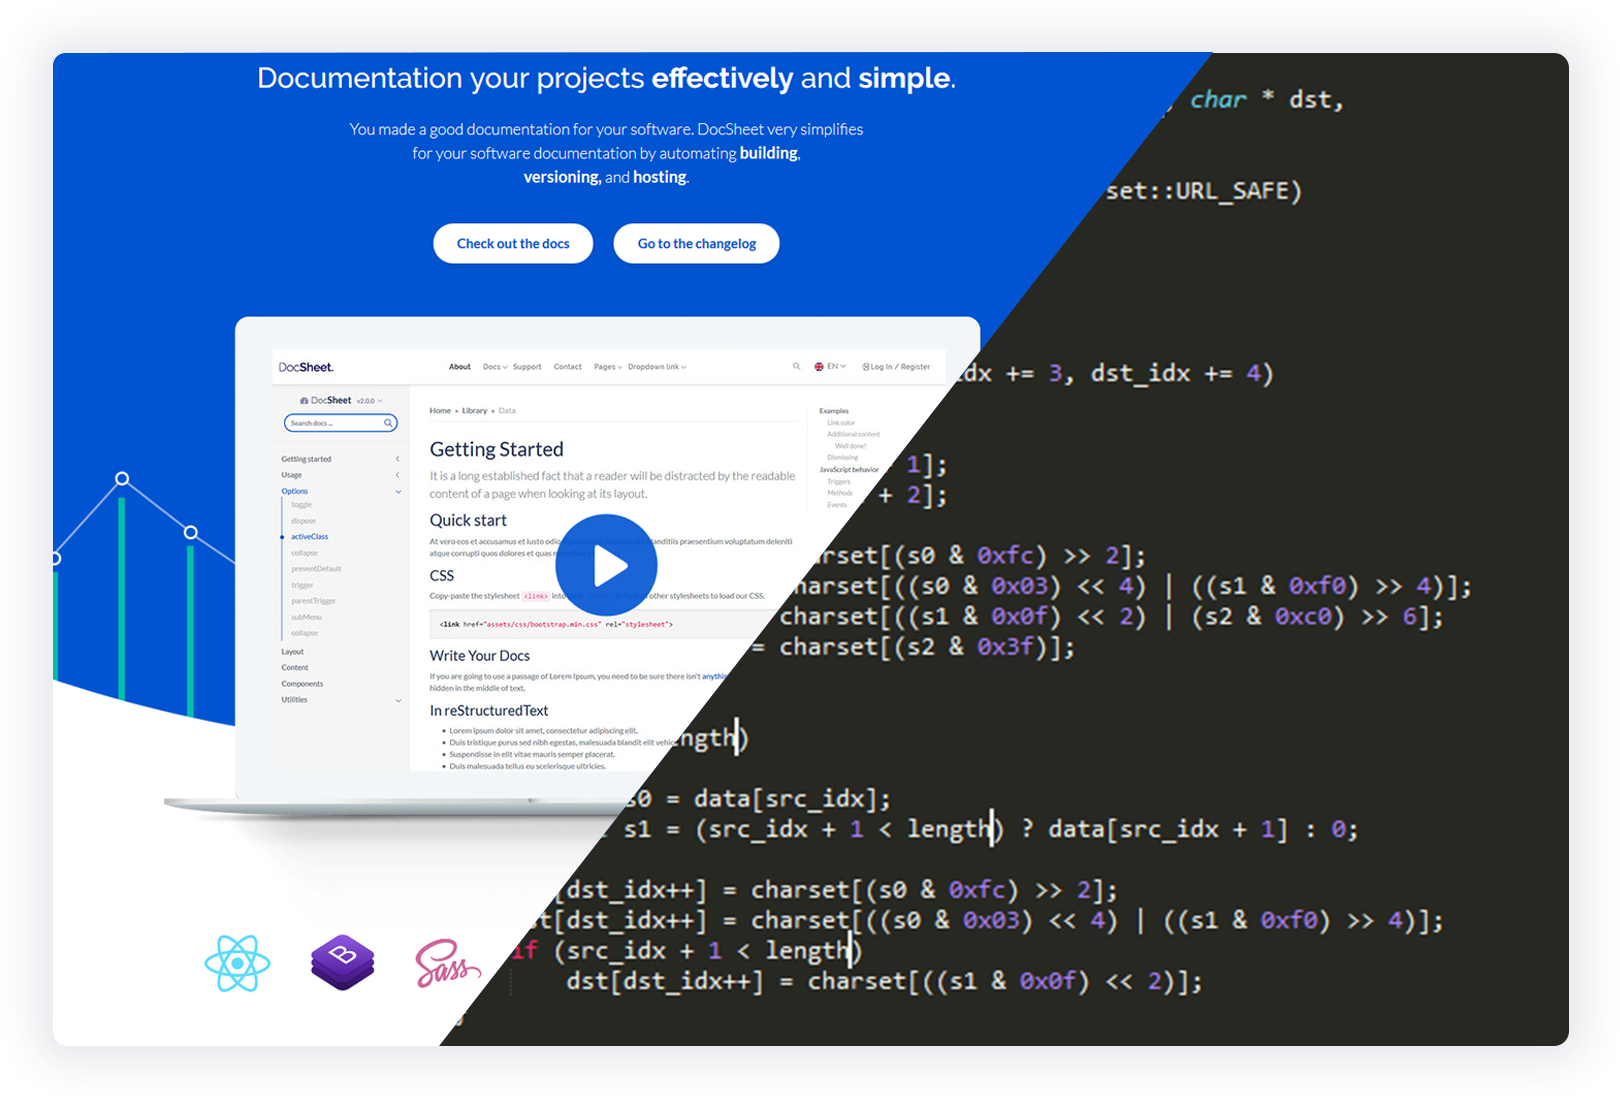 Documentation your projects effectively and simple.
You made a good documentation for your software. DocSheet very simplifies
for your software documentation by automating building,
versioning, and hosting.
Check out the docs
Go to the changelog
DocSheet.
About Docs Support Contact Pages Dropdown link
EN Log In / Register
DocSheet v2.0.0
Search docs ...
Getting started
Usage
Options
toggle
dispose
activeClass
collapse
preventDefault
trigger
parentTrigger
subMenu
collapse
Layout
Content
Components
Utilities
Home » Library » Data
Getting Started
It is a long established fact that a reader will be distracted by the readable
content of a page when looking at its layout.
Quick start
At vero eos et accusamus et iusto odio landitiis praesentium voluptatum deleniti
atque corrupti quos dolores et quas
CSS
Copy-paste the stylesheet <link> into other stylesheets to load our CSS.
<link href="assets/css/bootstrap.min.css" rel="stylesheet">
Write Your Docs
If you are going to use a passage of Lorem Ipsum, you need to be sure there isn't anythin
hidden in the middle of text.
In reStructuredText
Lorem ipsum dolor sit amet, consectetur adipiscing elit.
Duis tristique purus sed nibh egestas, malesuada blandit elit vehic
Suspendisse in elit vitae mauris semper placerat.
Duis malesuada tellus eu scelerisque ultricies.
Examples
Link color
Additional content
Well done!
Dismissing
JavaScript behavior
Triggers
Methods
Events
B
Sass
, char * dst,
set::URL_SAFE)
idx += 3, dst_idx += 4)
1];
+ 2];
arset[(s0 & 0xfc) >> 2];
harset[((s0 & 0x03) << 4) | ((s1 & 0xf0) >> 4)];
charset[((s1 & 0x0f) << 2) | (s2 & 0xc0) >> 6];
= charset[(s2 & 0x3f)];
ength)
s0 = data[src_idx];
s1 = (src_idx + 1 < length) ? data[src_idx + 1] : 0;
[dst_idx++] = charset[(s0 & 0xfc) >> 2];
st[dst_idx++] = charset[((s0 & 0x03) << 4) | ((s1 & 0xf0) >> 4)];
if (src_idx + 1 < length)
dst[dst_idx++] = charset[((s1 & 0x0f) << 2)];